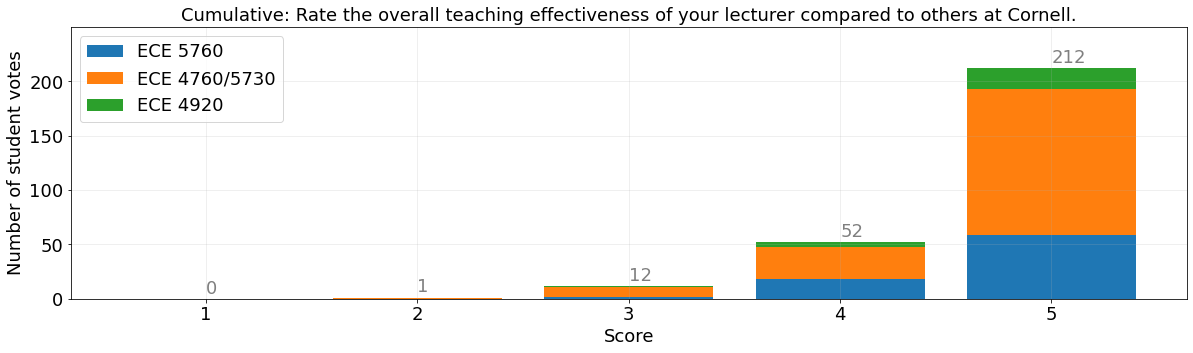 Cumulative: Rate the overall teaching effectiveness of your lecturer compared to others at Cornell.
ECE 5760
ECE 4760/5730
ECE 4920
Number of student votes
200
150
100
50
0
0
1
12
52
212
1
2
3
4
5
Score